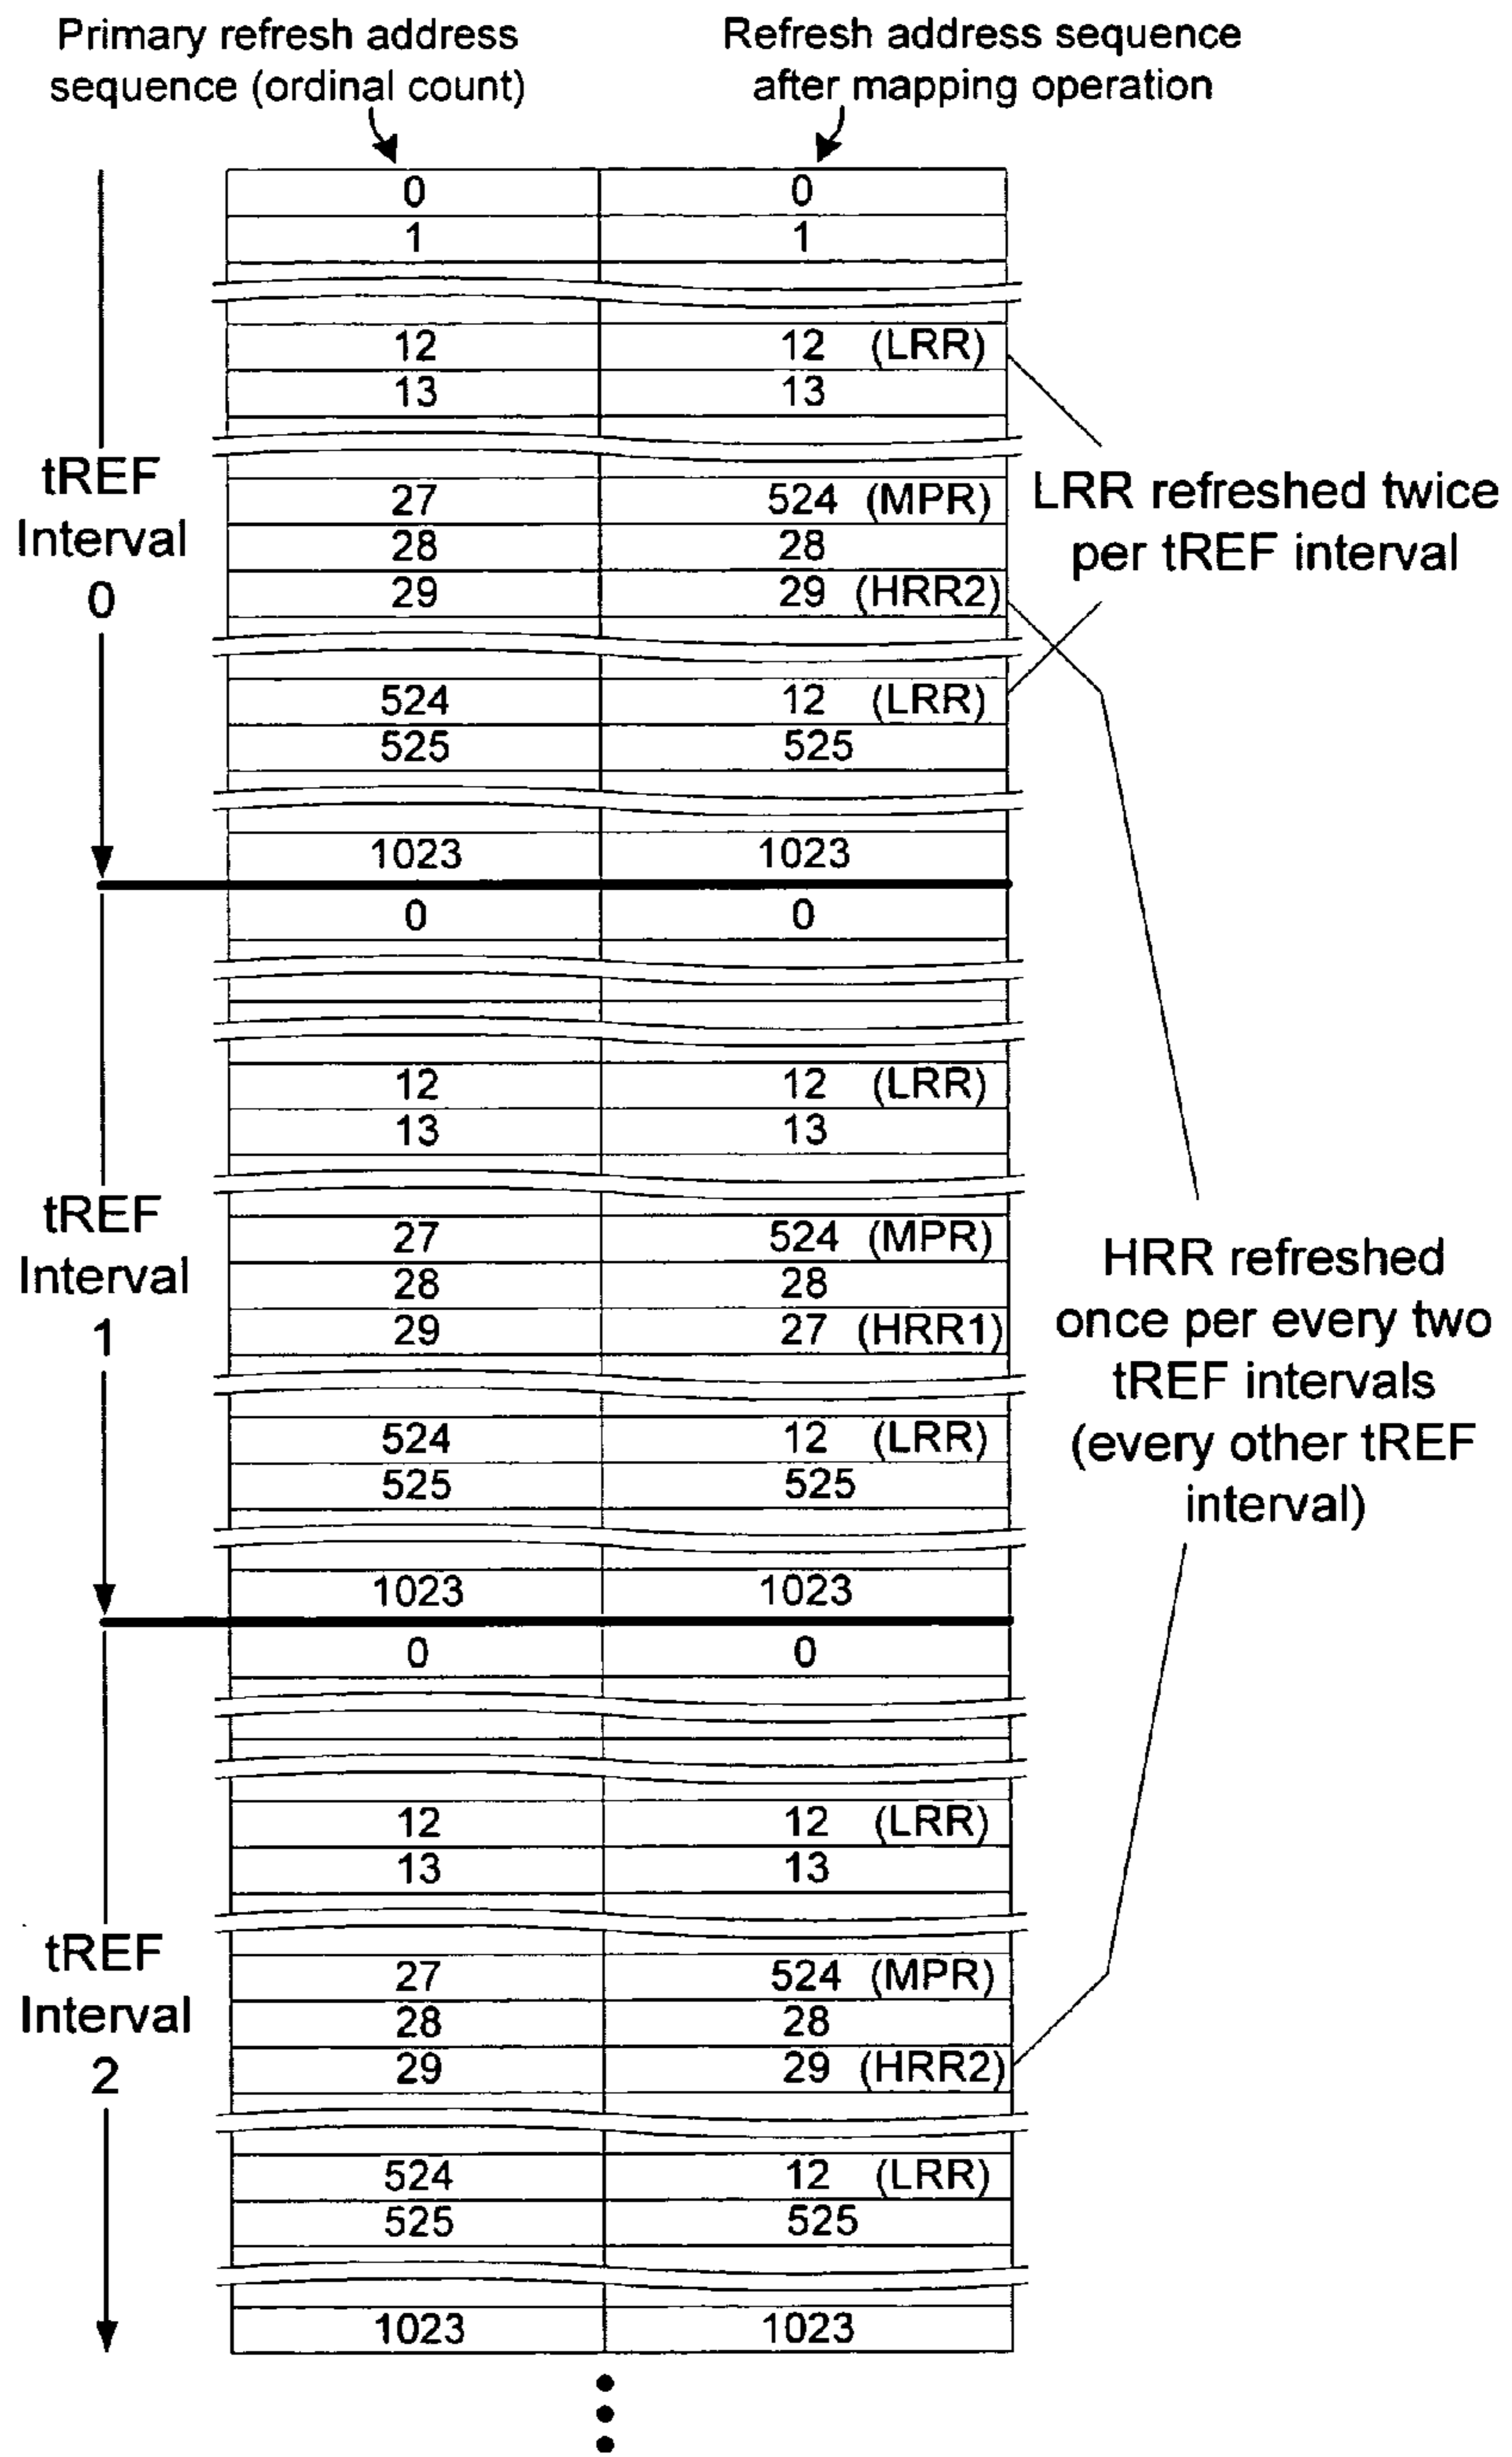 Primary refresh address
sequence (ordinal count)
Refresh address sequence
after mapping operation
0 0
1 1
12 12 (LRR)
13 13
tREF
Interval
0
27 524 (MPR)
28 28
29 29 (HRR2)
LRR refreshed twice
per tREF interval
524 12 (LRR)
525 525
1023 1023
0 0
12 12 (LRR)
13 13
tREF
Interval
1
27 524 (MPR)
28 28
29 27 (HRR1)
HRR refreshed
once per every two
tREF intervals
(every other tREF
interval)
524 12 (LRR)
525 525
1023 1023
0 0
12 12 (LRR)
13 13
tREF
Interval
2
27 524 (MPR)
28 28
29 29 (HRR2)
524 12 (LRR)
525 525
1023 1023